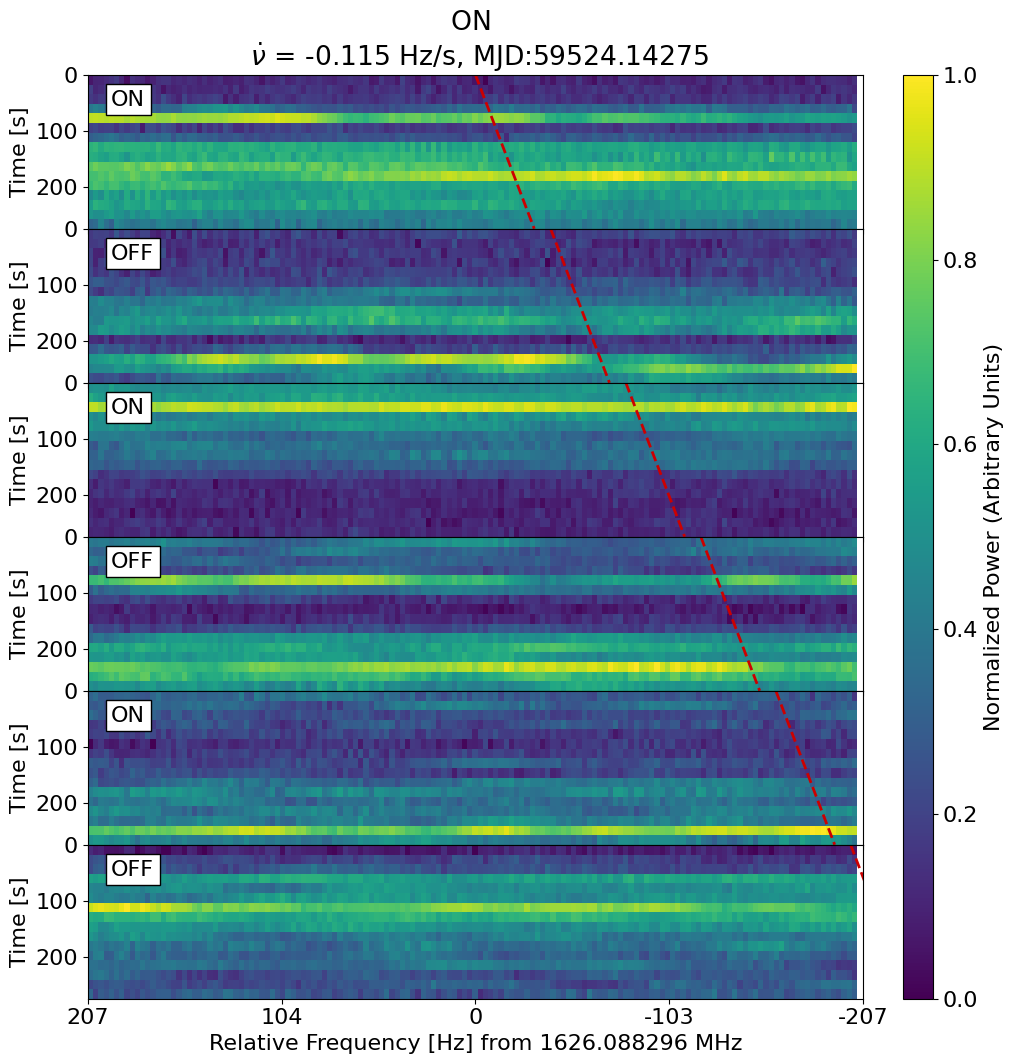 ON
ν̇ = -0.115 Hz/s, MJD:59524.14275
0
ON
100
200
Time [s]
0
OFF
100
200
Time [s]
0
ON
100
200
Time [s]
0
OFF
100
200
Time [s]
0
ON
100
200
Time [s]
0
OFF
100
200
Time [s]
207 104 0 -103 -207
Relative Frequency [Hz] from 1626.088296 MHz
1.0
0.8
0.6
0.4
0.2
0.0
Normalized Power (Arbitrary Units)